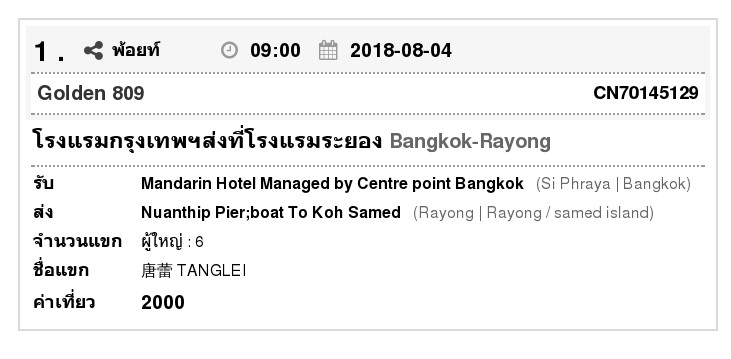 1 . พ้อยท์ 09:00 2018-08-04
Golden 809 CN70145129
โรงแรมกรุงเทพฯส่งที่โรงแรมระยอง Bangkok-Rayong
รับ Mandarin Hotel Managed by Centre point Bangkok (Si Phraya | Bangkok)
ส่ง Nuanthip Pier;boat To Koh Samed (Rayong | Rayong / samed island)
จำนวนแขก ผู้ใหญ่ : 6
ชื่อแขก 唐蕾 TANGLEI
ค่าเที่ยว 2000